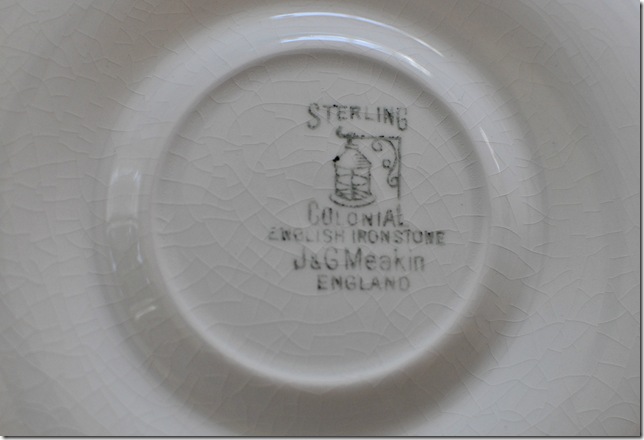 STERLING
COLONIAL
ENGLISH IRONSTONE
J&G Meakin
ENGLAND